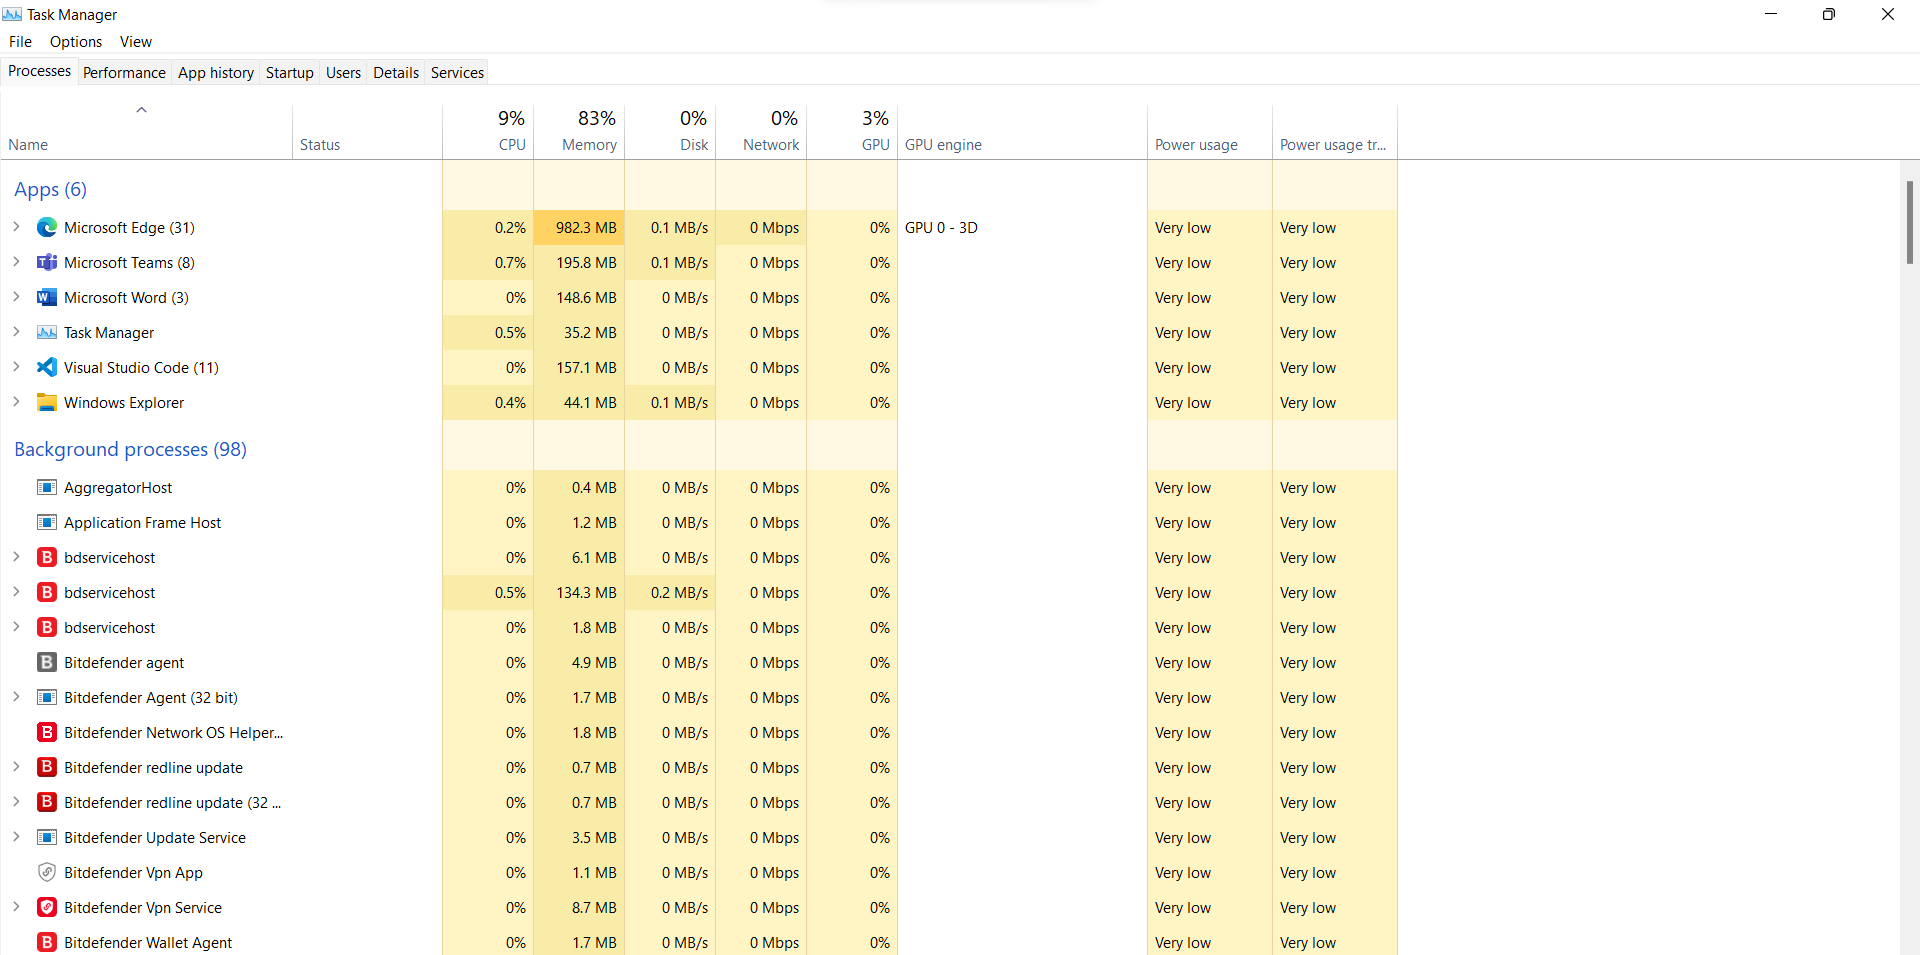 Task Manager
File Options View
Processes Performance App history Startup Users Details Services
9% 83% 0% 0% 3%
Name Status CPU Memory Disk Network GPU GPU engine Power usage Power usage tr...
Apps (6)
Microsoft Edge (31) 0.2% 982.3 MB 0.1 MB/s 0 Mbps 0% GPU 0 - 3D Very low Very low
Microsoft Teams (8) 0.7% 195.8 MB 0.1 MB/s 0 Mbps 0% Very low Very low
Microsoft Word (3) 0% 148.6 MB 0 MB/s 0 Mbps 0% Very low Very low
Task Manager 0.5% 35.2 MB 0 MB/s 0 Mbps 0% Very low Very low
Visual Studio Code (11) 0% 157.1 MB 0 MB/s 0 Mbps 0% Very low Very low
Windows Explorer 0.4% 44.1 MB 0.1 MB/s 0 Mbps 0% Very low Very low
Background processes (98)
AggregatorHost 0% 0.4 MB 0 MB/s 0 Mbps 0% Very low Very low
Application Frame Host 0% 1.2 MB 0 MB/s 0 Mbps 0% Very low Very low
bdservicehost 0% 6.1 MB 0 MB/s 0 Mbps 0% Very low Very low
bdservicehost 0.5% 134.3 MB 0.2 MB/s 0 Mbps 0% Very low Very low
bdservicehost 0% 1.8 MB 0 MB/s 0 Mbps 0% Very low Very low
Bitdefender agent 0% 4.9 MB 0 MB/s 0 Mbps 0% Very low Very low
Bitdefender Agent (32 bit) 0% 1.7 MB 0 MB/s 0 Mbps 0% Very low Very low
Bitdefender Network OS Helper... 0% 1.8 MB 0 MB/s 0 Mbps 0% Very low Very low
Bitdefender redline update 0% 0.7 MB 0 MB/s 0 Mbps 0% Very low Very low
Bitdefender redline update (32 ... 0% 0.7 MB 0 MB/s 0 Mbps 0% Very low Very low
Bitdefender Update Service 0% 3.5 MB 0 MB/s 0 Mbps 0% Very low Very low
Bitdefender Vpn App 0% 1.1 MB 0 MB/s 0 Mbps 0% Very low Very low
Bitdefender Vpn Service 0% 8.7 MB 0 MB/s 0 Mbps 0% Very low Very low
Bitdefender Wallet Agent 0% 1.7 MB 0 MB/s 0 Mbps 0% Very low Very low